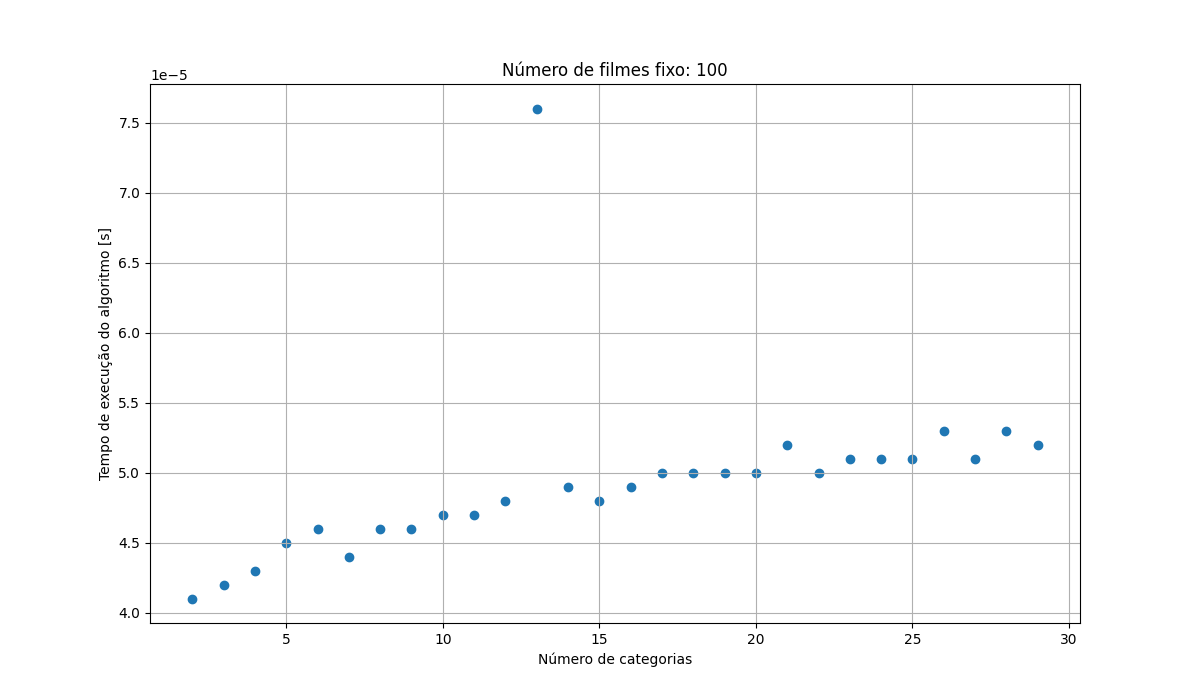 Número de filmes fixo: 100
1e−5
7.5
7.0
6.5
6.0
5.5
5.0
4.5
4.0
Tempo de execução do algoritmo [s]
5 10 15 20 25 30
Número de categorias